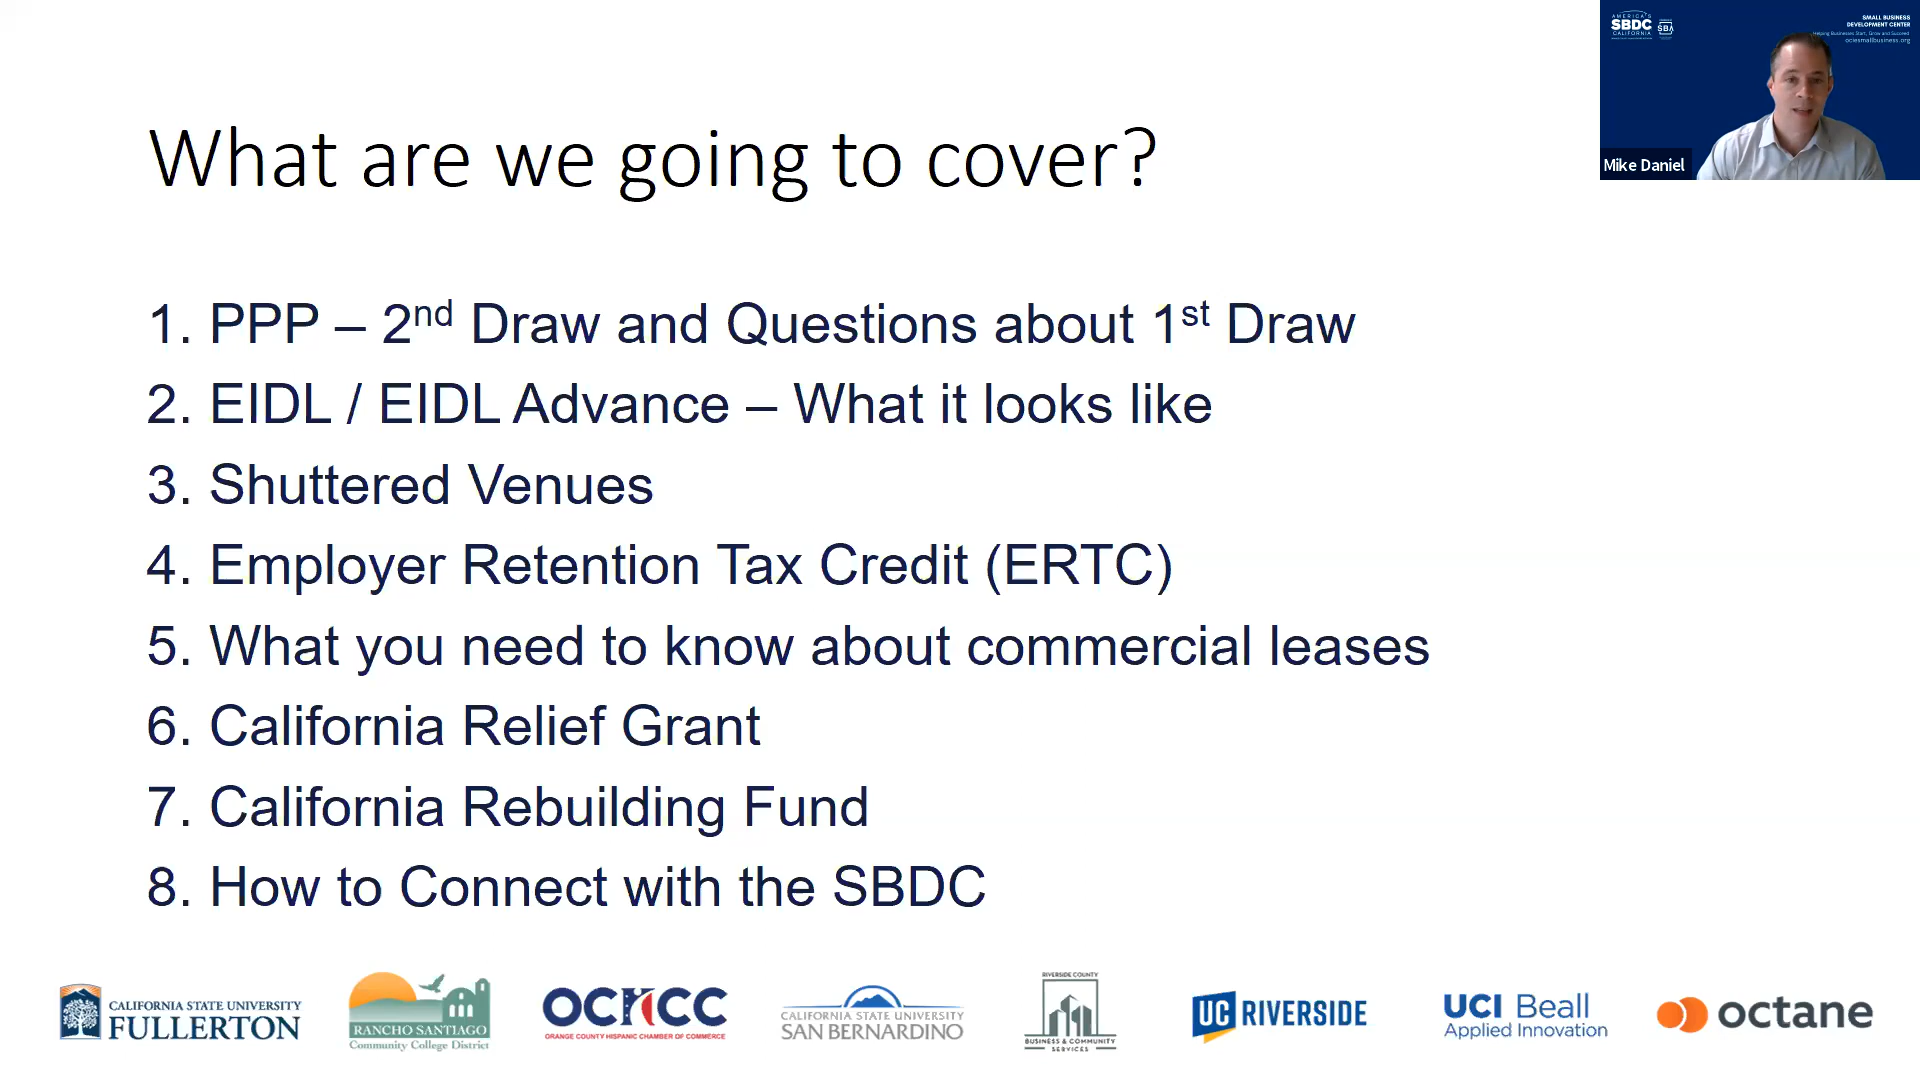 AMERICA'S
SBDC
CALIFORNIA
SBA
SMALL BUSINESS
DEVELOPMENT CENTER
Helping Businesses Start, Grow and Succeed
ociesmallbusiness.org
Mike Daniel
What are we going to cover?
1. PPP – 2nd Draw and Questions about 1st Draw
2. EIDL / EIDL Advance – What it looks like
3. Shuttered Venues
4. Employer Retention Tax Credit (ERTC)
5. What you need to know about commercial leases
6. California Relief Grant
7. California Rebuilding Fund
8. How to Connect with the SBDC
CALIFORNIA STATE UNIVERSITY
FULLERTON
RANCHO SANTIAGO
Community College District
OCHCC
ORANGE COUNTY HISPANIC CHAMBER OF COMMERCE
CALIFORNIA STATE UNIVERSITY
SAN BERNARDINO
RIVERSIDE COUNTY
BUSINESS & COMMUNITY
SERVICES
UC RIVERSIDE
UCI Beall
Applied Innovation
octane